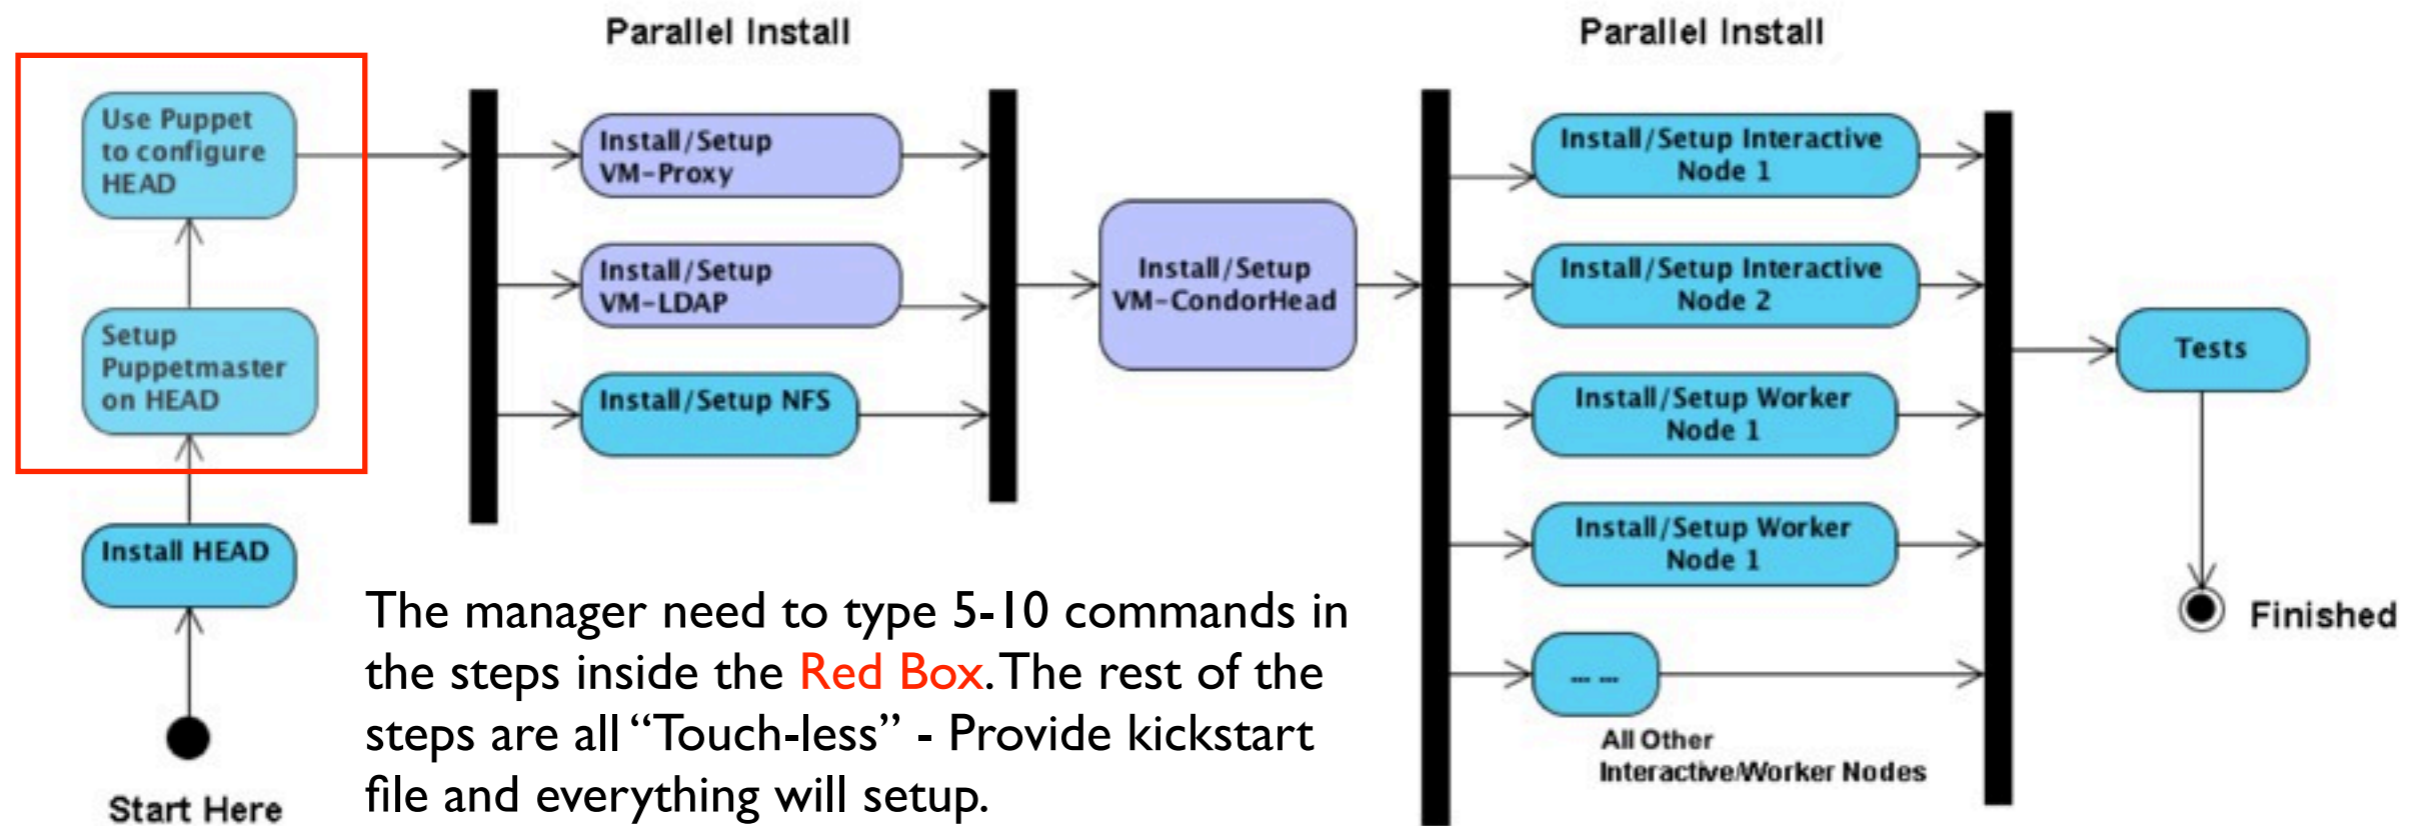 Parallel Install
Parallel Install
Use Puppet
to configure
HEAD
Setup
Puppetmaster
on HEAD
Install HEAD
Start Here
Install/Setup
VM-Proxy
Install/Setup
VM-LDAP
Install/Setup NFS
Install/Setup
VM-CondorHead
Install/Setup Interactive
Node 1
Install/Setup Interactive
Node 2
Install/Setup Worker
Node 1
Install/Setup Worker
Node 1
... ...
All Other
Interactive/Worker Nodes
Tests
Finished
The manager need to type 5-10 commands in
the steps inside the Red Box. The rest of the
steps are all “Touch-less” - Provide kickstart
file and everything will setup.